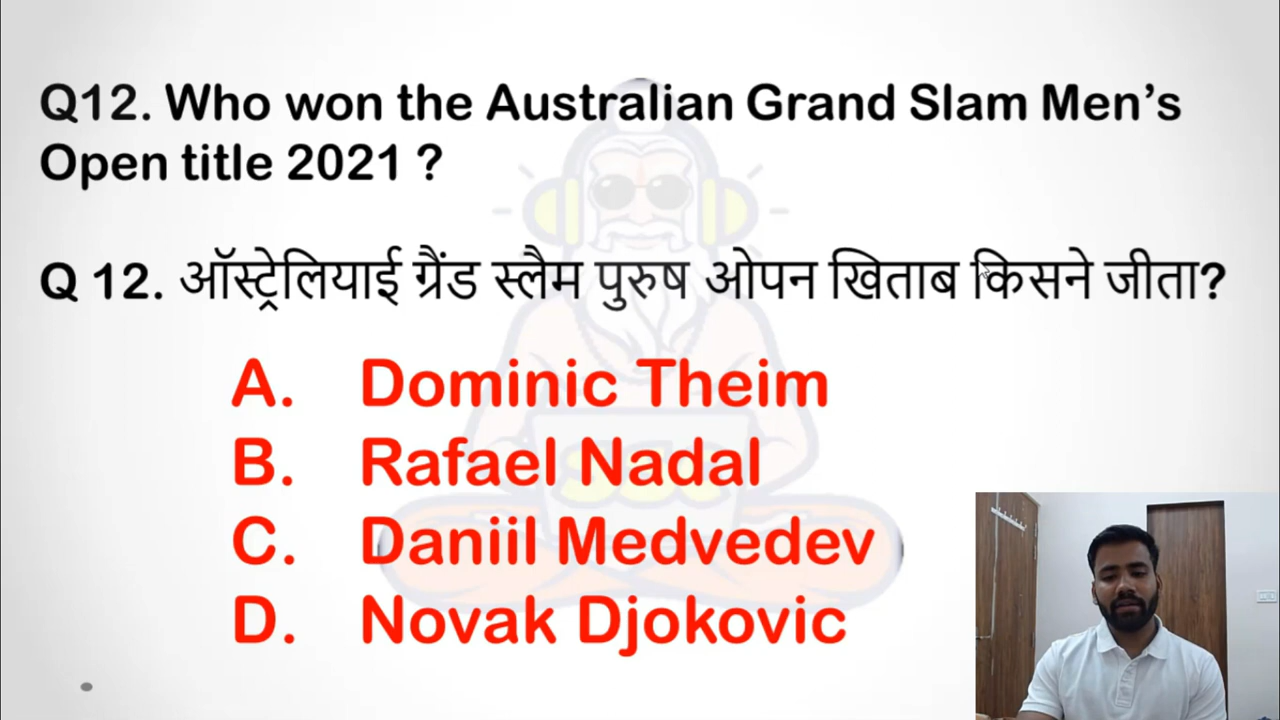 Q12. Who won the Australian Grand Slam Men’s
Open title 2021 ?
Q 12. ऑस्ट्रेलियाई ग्रैंड स्लैम पुरुष ओपन खिताब किसने जीता?
A. Dominic Theim
B. Rafael Nadal
C. Daniil Medvedev
D. Novak Djokovic